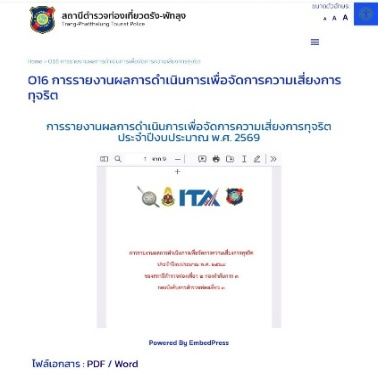 ขนาดตัวอักษร
A A A
สถานีตำรวจท่องเที่ยวตรัง-พัทลุง
Trang-Phatthalung Tourist Police
Home » O16 การรายงานผลการดำเนินการเพื่อจัดการความเสี่ยงการทุจริต
O16 การรายงานผลการดำเนินการเพื่อจัดการความเสี่ยงการ
ทุจริต
การรายงานผลการดำเนินการเพื่อจัดการความเสี่ยงการทุจริต
ประจำปีงบประมาณ พ.ศ. 2569
1 จาก 9
ITA
การรายงานผลการดำเนินการเพื่อจัดการความเสี่ยงการทุจริต
ประจำปีงบประมาณ พ.ศ.
Powered By EmbedPress
ไฟล์เอกสาร : PDF / Word